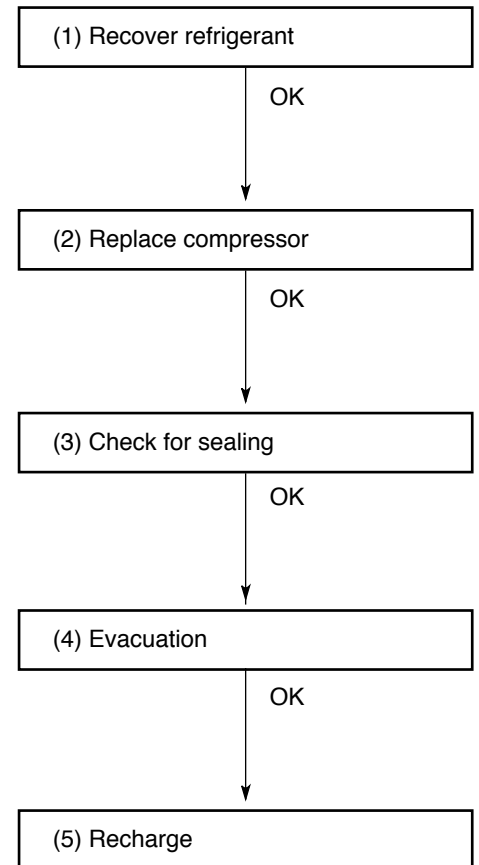 (1) Recover refrigerant
OK
(2) Replace compressor
OK
(3) Check for sealing
OK
(4) Evacuation
OK
(5) Recharge